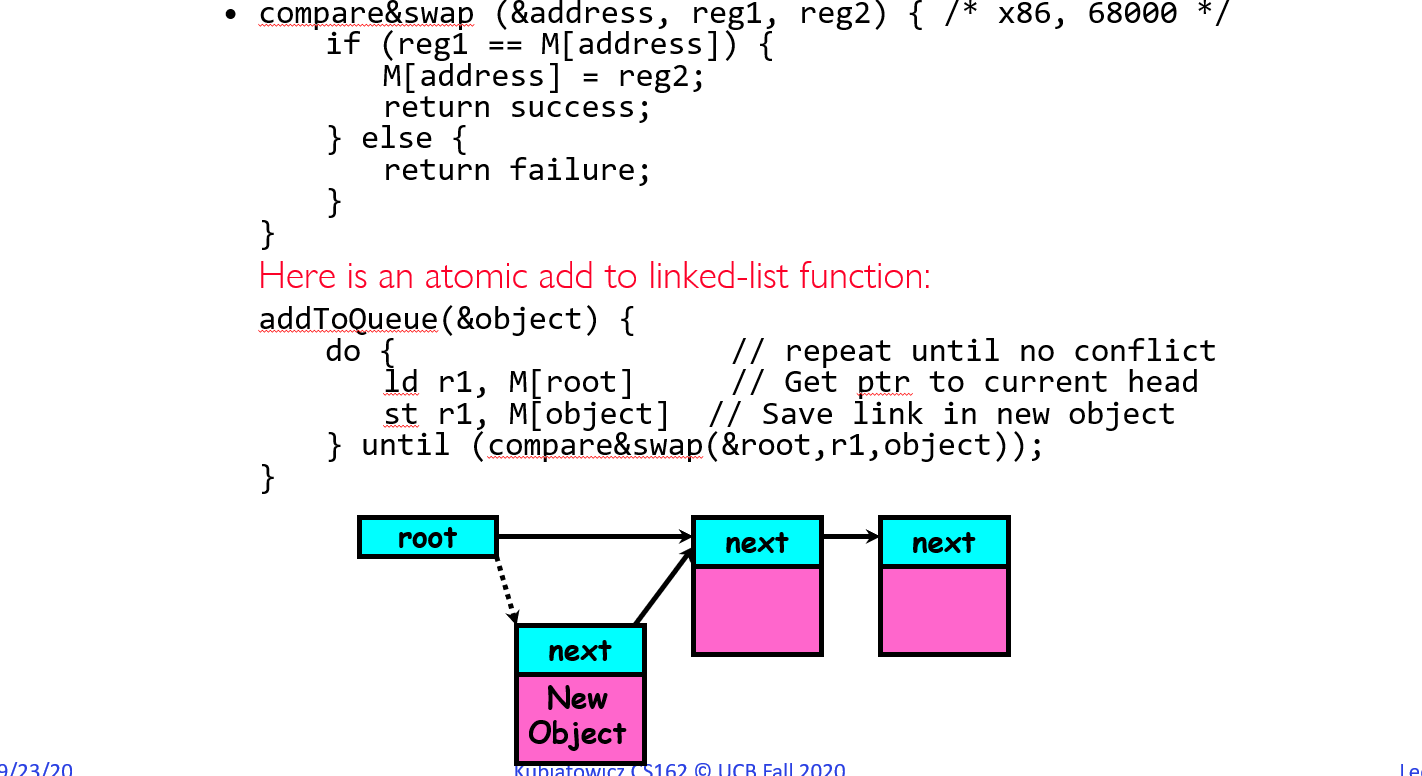 • compare&swap (&address, reg1, reg2) { /* x86, 68000 */
if (reg1 == M[address]) {
M[address] = reg2;
return success;
} else {
return failure;
}
}
Here is an atomic add to linked-list function:
addToQueue(&object) {
do { // repeat until no conflict
ld r1, M[root] // Get ptr to current head
st r1, M[object] // Save link in new object
} until (compare&swap(&root,r1,object));
}
root
next
next
next
New
Object
9/23/20
Kubiatowicz CS162 © UCB Fall 2020